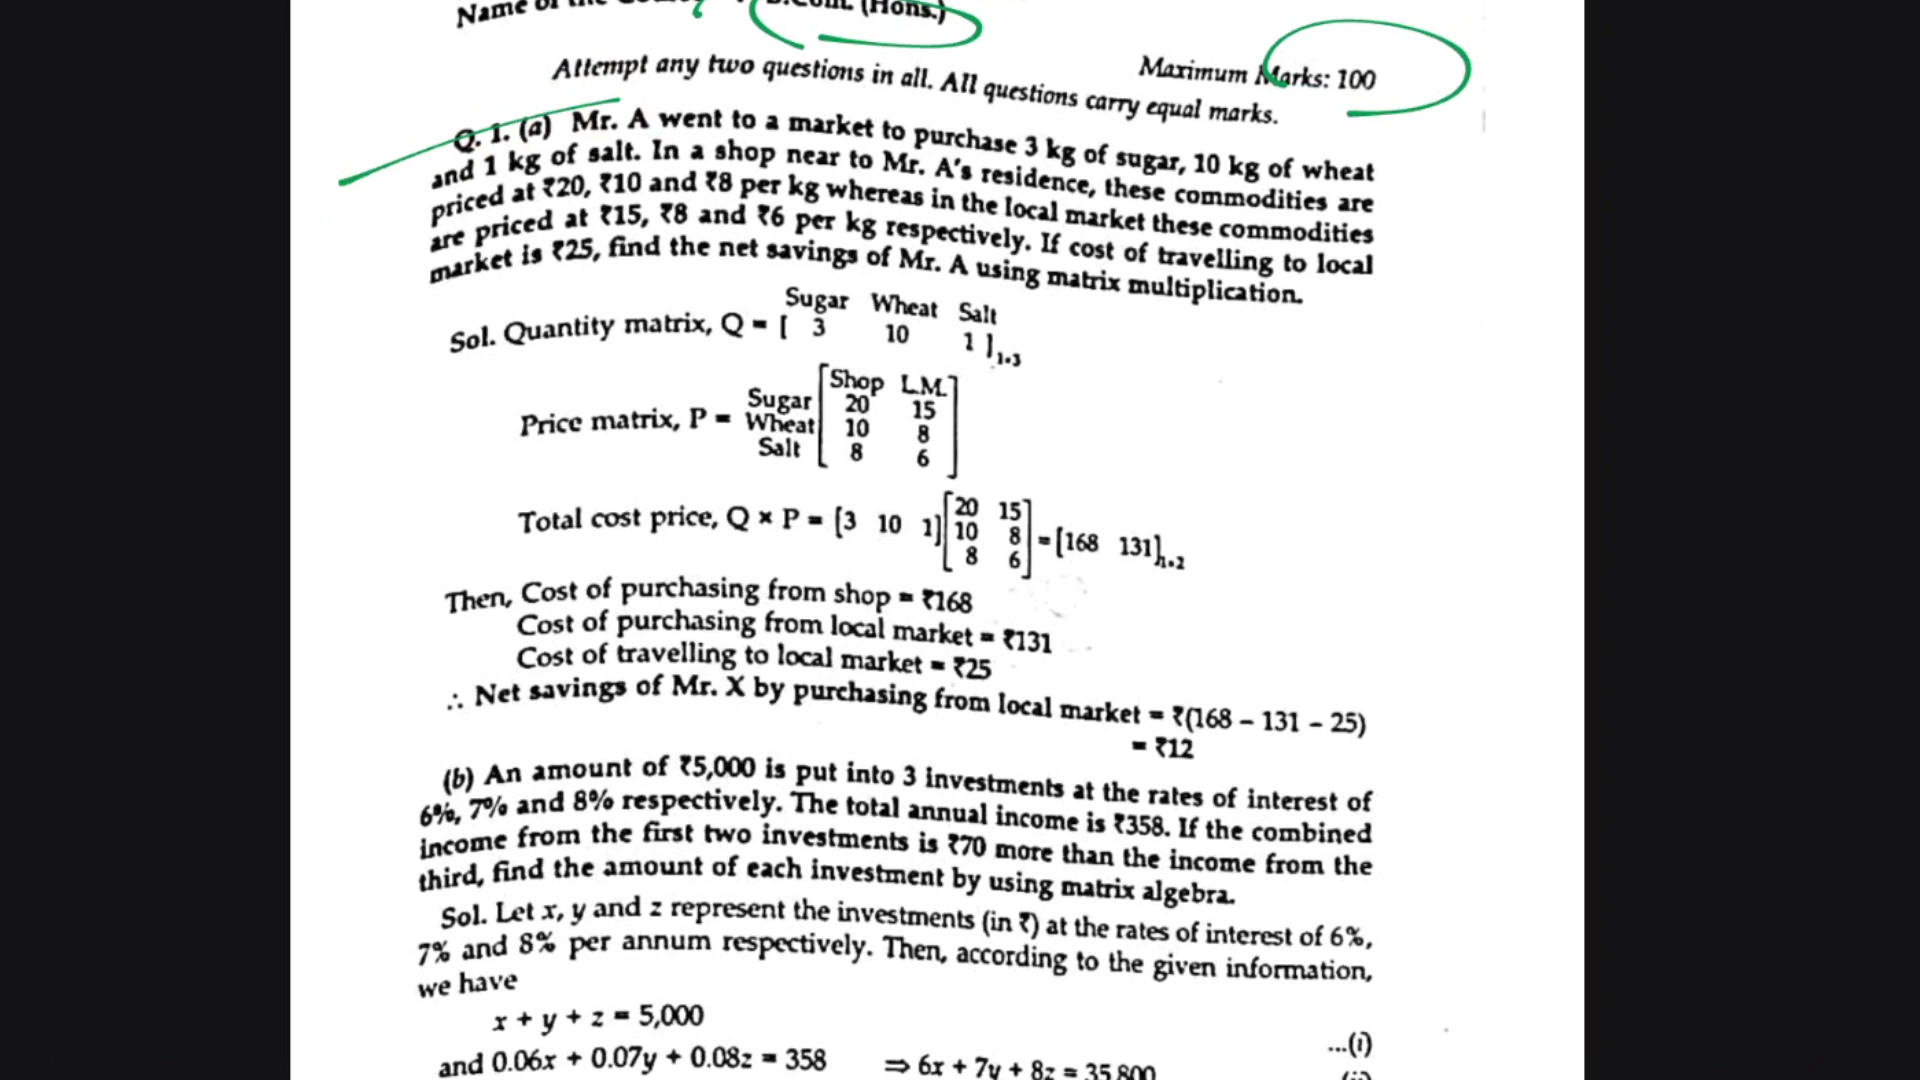 Name of the : B.Com. (Hons.)
Maximum Marks: 100
Attempt any two questions in all. All questions carry equal marks.
Q. 1. (a) Mr. A went to a market to purchase 3 kg of sugar, 10 kg of wheat
and 1 kg of salt. In a shop near to Mr. A's residence, these commodities are
priced at ₹20, ₹10 and ₹8 per kg whereas in the local market these commodities
are priced at ₹15, ₹8 and ₹6 per kg respectively. If cost of travelling to local
market is ₹25, find the net savings of Mr. A using matrix multiplication.
Sugar Wheat Salt
Sol. Quantity matrix, Q = [ 3 10 1 ]1×3
Shop L.M.
Sugar 20 15
Price matrix, P = Wheat 10 8
Salt 8 6
Total cost price, Q × P = [3 10 1] [20 15
10 8
8 6] = [168 131]1×2
Then, Cost of purchasing from shop = ₹168
Cost of purchasing from local market = ₹131
Cost of travelling to local market = ₹25
∴ Net savings of Mr. X by purchasing from local market = ₹(168 – 131 – 25)
= ₹12
(b) An amount of ₹5,000 is put into 3 investments at the rates of interest of
6%, 7% and 8% respectively. The total annual income is ₹358. If the combined
income from the first two investments is ₹70 more than the income from the
third, find the amount of each investment by using matrix algebra.
Sol. Let x, y and z represent the investments (in ₹) at the rates of interest of 6%,
7% and 8% per annum respectively. Then, according to the given information,
we have
x + y + z = 5,000 ...(i)
and 0.06x + 0.07y + 0.08z = 358 ⇒ 6x + 7y + 8z = 35,800